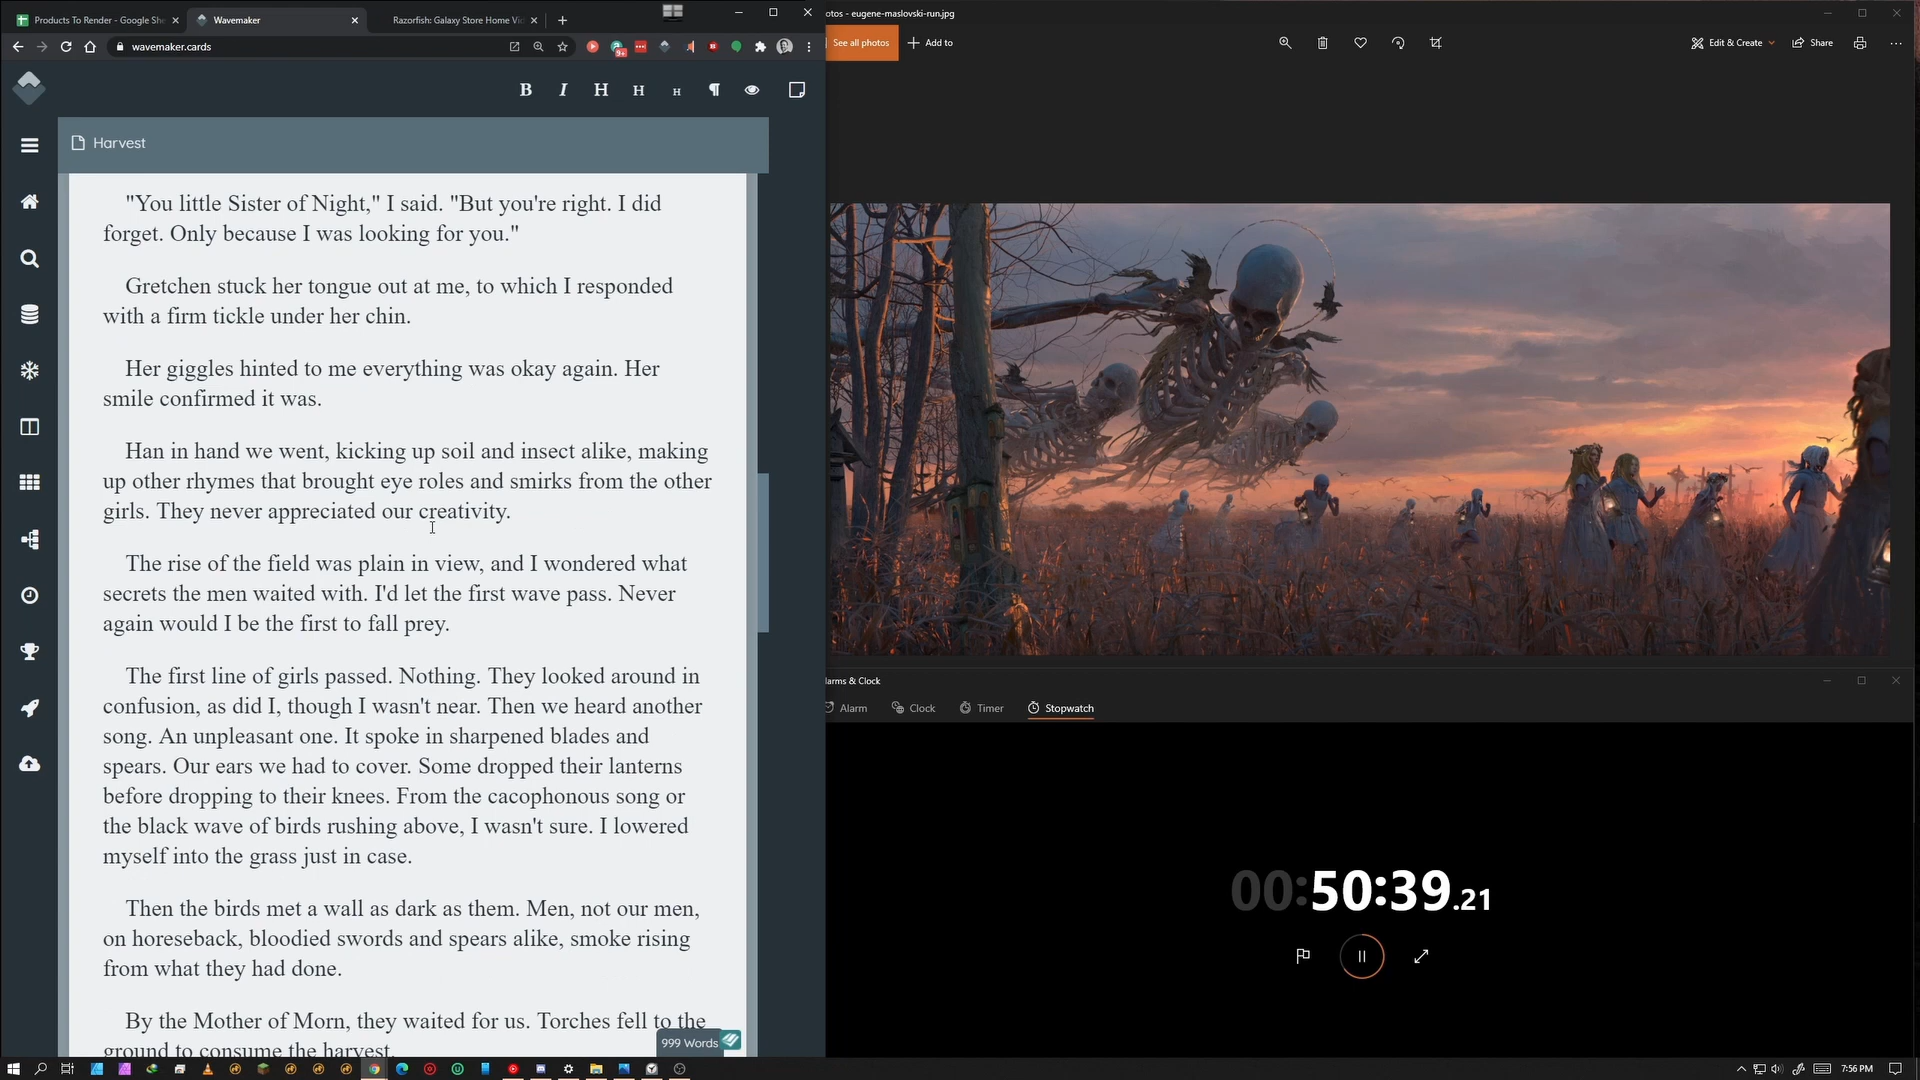 Products To Render - Google She
Wavemaker
Razorfish: Galaxy Store Home Vi
wavemaker.cards
9+
B I H H H ¶
Harvest
"You little Sister of Night," I said. "But you're right. I did
forget. Only because I was looking for you."
Gretchen stuck her tongue out at me, to which I responded
with a firm tickle under her chin.
Her giggles hinted to me everything was okay again. Her
smile confirmed it was.
Han in hand we went, kicking up soil and insect alike, making
up other rhymes that brought eye roles and smirks from the other
girls. They never appreciated our creativity.
The rise of the field was plain in view, and I wondered what
secrets the men waited with. I'd let the first wave pass. Never
again would I be the first to fall prey.
The first line of girls passed. Nothing. They looked around in
confusion, as did I, though I wasn't near. Then we heard another
song. An unpleasant one. It spoke in sharpened blades and
spears. Our ears we had to cover. Some dropped their lanterns
before dropping to their knees. From the cacophonous song or
the black wave of birds rushing above, I wasn't sure. I lowered
myself into the grass just in case.
Then the birds met a wall as dark as them. Men, not our men,
on horeseback, bloodied swords and spears alike, smoke rising
from what they had done.
By the Mother of Morn, they waited for us. Torches fell to the
ground to consume the harvest.
999 Words
otos - eugene-maslovski-run.jpg
See all photos
Add to
Edit & Create
Share
larms & Clock
Alarm
Clock
Timer
Stopwatch
00:50:39.21
7:56 PM